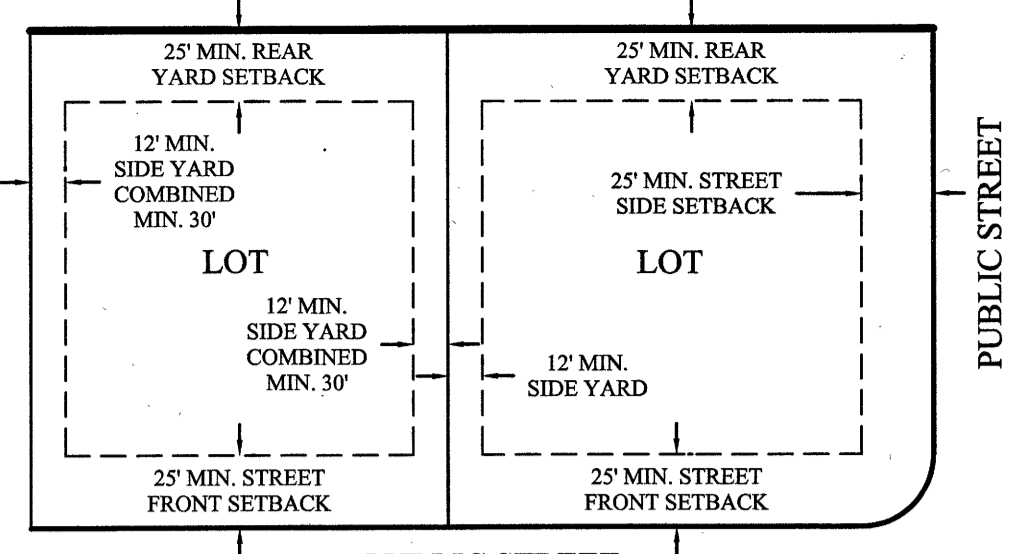 25' MIN. REAR
YARD SETBACK
12' MIN.
SIDE YARD
COMBINED
MIN. 30'
LOT
12' MIN.
SIDE YARD
COMBINED
MIN. 30'
25' MIN. STREET
FRONT SETBACK
25' MIN. REAR
YARD SETBACK
25' MIN. STREET
SIDE SETBACK
LOT
12' MIN.
SIDE YARD
25' MIN. STREET
FRONT SETBACK
PUBLIC STREET